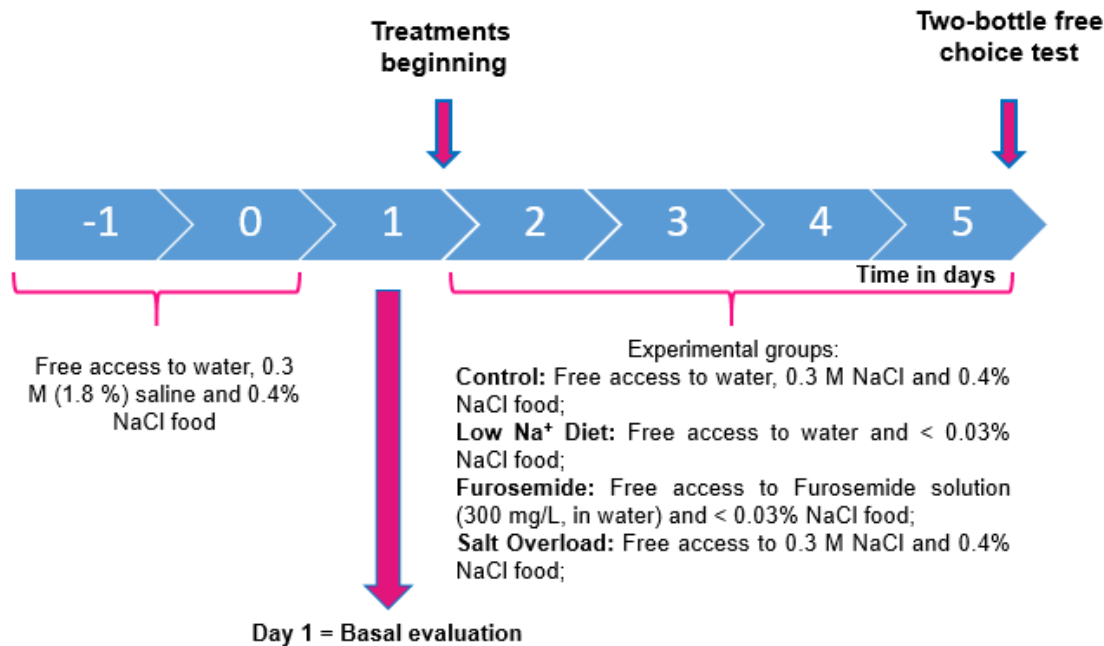 Treatments
beginning
Two-bottle free
choice test
-1 0 1 2 3 4 5
Time in days
Free access to water, 0.3
M (1.8 %) saline and 0.4%
NaCl food
Experimental groups:
Control: Free access to water, 0.3 M NaCl and 0.4%
NaCl food;
Low Na⁺ Diet: Free access to water and < 0.03%
NaCl food;
Furosemide: Free access to Furosemide solution
(300 mg/L, in water) and < 0.03% NaCl food;
Salt Overload: Free access to 0.3 M NaCl and 0.4%
NaCl food;
Day 1 = Basal evaluation